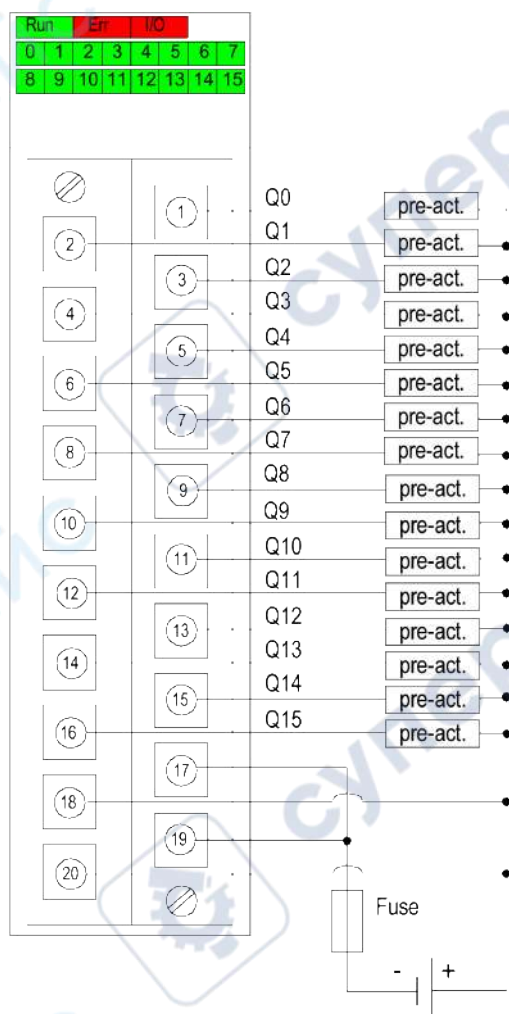 Run Err I/O
0 1 2 3 4 5 6 7
8 9 10 11 12 13 14 15
1 Q0 pre-act.
2 Q1 pre-act.
3 Q2 pre-act.
4 Q3 pre-act.
5 Q4 pre-act.
6 Q5 pre-act.
7 Q6 pre-act.
8 Q7 pre-act.
9 Q8 pre-act.
10 Q9 pre-act.
11 Q10 pre-act.
12 Q11 pre-act.
13 Q12 pre-act.
14 Q13 pre-act.
15 Q14 pre-act.
16 Q15 pre-act.
17
18
19
20
Fuse
- +